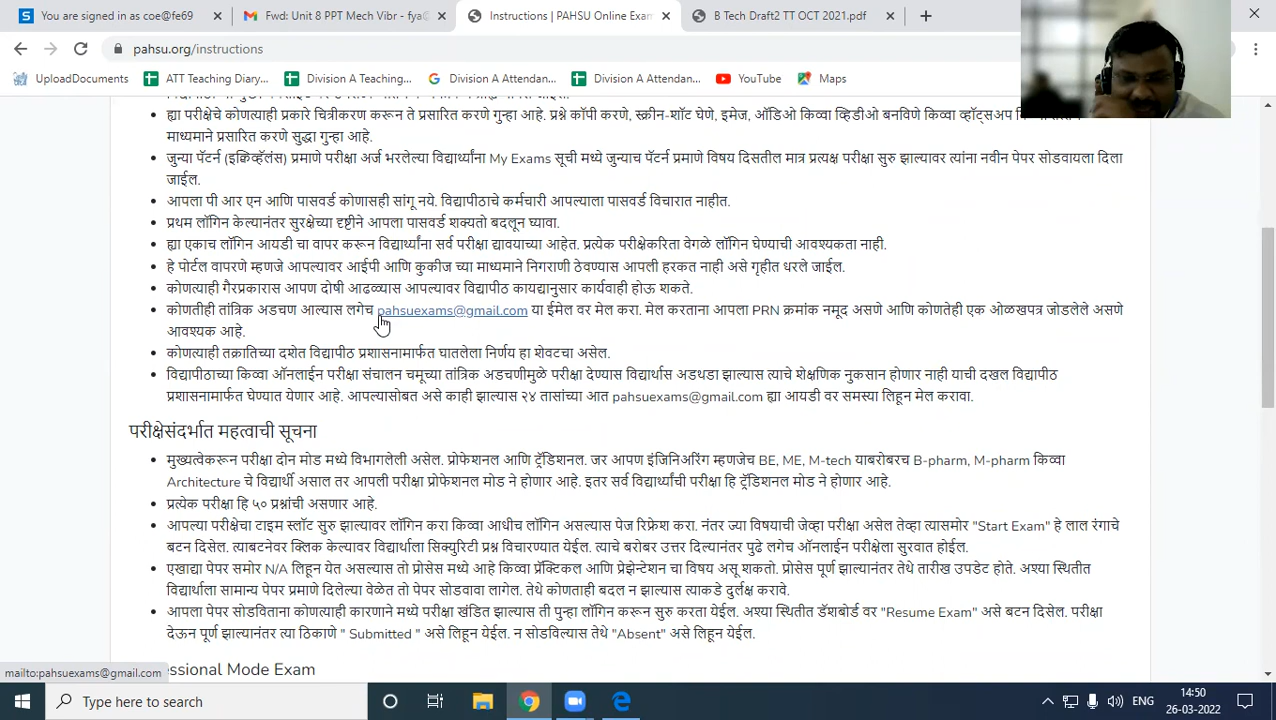 You are signed in as coe@fe69
Fwd: Unit 8 PPT Mech Vibr - fya@
Instructions | PAHSU Online Exam
B Tech Draft2 TT OCT 2021.pdf
pahsu.org/instructions
UploadDocuments
ATT Teaching Diary...
Division A Teaching...
Division A Attendan...
Division A Attendan...
YouTube
Maps
ह्या परीक्षेचे कोणत्याही प्रकारे चित्रीकरण करून ते प्रसारित करणे गुन्हा आहे. प्रश्ने कॉपी करणे, स्क्रीन-शॉट घेणे, इमेज, ऑडिओ किव्वा व्हिडीओ बनविणे किव्वा व्हॉट्सअप
माध्यमाने प्रसारित करणे सुद्धा गुन्हा आहे.
जुन्या पॅटर्न (इक्विव्हॅलंस) प्रमाणे परीक्षा अर्ज भरलेल्या विद्यार्थ्यांना My Exams सूची मध्ये जुन्याच पॅटर्न प्रमाणे विषय दिसतील मात्र प्रत्यक्ष परीक्षा सुरु झाल्यावर त्यांना नवीन पेपर सोडवायला दिला
जाईल.
आपला पी आर एन आणि पासवर्ड कोणासही सांगू नये. विद्यापीठाचे कर्मचारी आपल्याला पासवर्ड विचारात नाहीत.
प्रथम लॉगिन केल्यानंतर सुरक्षेच्या दृष्टीने आपला पासवर्ड शक्यतो बदलून घ्यावा.
ह्या एकाच लॉगिन आयडी चा वापर करून विद्यार्थ्यांना सर्व परीक्षा द्यावयाच्या आहेत. प्रत्येक परीक्षेकरिता वेगळे लॉगिन घेण्याची आवश्यकता नाही.
हे पोर्टल वापरणे म्हणजे आपल्यावर आईपी आणि कुकीज च्या माध्यमाने निगराणी ठेवण्यास आपली हरकत नाही असे गृहीत धरले जाईल.
कोणत्याही गैरप्रकारास आपण दोषी आढळ्यास आपल्यावर विद्यापीठ कायद्यानुसार कार्यवाही होऊ शकते.
कोणतीही तांत्रिक अडचण आल्यास लगेच pahsuexams@gmail.com या ईमेल वर मेल करा. मेल करताना आपला PRN क्रमांक नमूद असणे आणि कोणतेही एक ओळखपत्र जोडलेले असणे
आवश्यक आहे.
कोणत्याही तक्रातिच्या दशेत विद्यापीठ प्रशासनामार्फत घातलेला निर्णय हा शेवटचा असेल.
विद्यापीठाच्या किव्वा ऑनलाईन परीक्षा संचालन चमूच्या तांत्रिक अडचणीमुळे परीक्षा देण्यास विद्यार्थास अडथडा झाल्यास त्याचे शेक्षणिक नुकसान होणार नाही याची दखल विद्यापीठ
प्रशासनामार्फत घेण्यात येणार आहे. आपल्यासोबत असे काही झाल्यास २४ तासांच्या आत pahsuexams@gmail.com ह्या आयडी वर समस्या लिहून मेल करावा.
परीक्षेसंदर्भात महत्वाची सूचना
मुख्यत्वेकरून परीक्षा दोन मोड मध्ये विभागलेली असेल. प्रोफेशनल आणि ट्रॅडिशनल. जर आपण इंजिनिअरिंग म्हणजेच BE, ME, M-tech याबरोबरच B-pharm, M-pharm किव्वा
Architecture चे विद्यार्थी असाल तर आपली परीक्षा प्रोफेशनल मोड ने होणार आहे. इतर सर्व विद्यार्थ्यांची परीक्षा हि ट्रॅडिशनल मोड ने होणार आहे.
प्रत्येक परीक्षा हि ५० प्रश्नांची असणार आहे.
आपल्या परीक्षेचा टाइम स्लॉट सुरु झाल्यावर लॉगिन करा किव्वा आधीच लॉगिन असल्यास पेज रिफ्रेश करा. नंतर ज्या विषयाची जेव्हा परीक्षा असेल तेव्हा त्यासमोर "Start Exam" हे लाल रंगाचे
बटन दिसेल. त्याबटनेवर क्लिक केल्यावर विद्यार्थाला सिक्युरिटी प्रश्न विचारण्यात येईल. त्याचे बरोबर उत्तर दिल्यानंतर पुढे लगेच ऑनलाईन परीक्षेला सुरवात होईल.
एखाद्या पेपर समोर N/A लिहून येत असल्यास तो प्रोसेस मध्ये आहे किव्वा प्रॅक्टिकल आणि प्रेझेन्टेशन चा विषय असू शकतो. प्रोसेस पूर्ण झाल्यानंतर तेथे तारीख उपडेट होते. अश्या स्थितीत
विद्यार्थाला सामान्य पेपर प्रमाणे दिलेल्या वेळेत तो पेपर सोडवावा लागेल. तेथे कोणताही बदल न झाल्यास त्याकडे दुर्लक्ष करावे.
आपला पेपर सोडविताना कोणत्याही कारणाने मध्ये परीक्षा खंडित झाल्यास ती पुन्हा लॉगिन करून सुरु करता येईल. अश्या स्थितीत डॅशबोर्ड वर "Resume Exam" असे बटन दिसेल. परीक्षा
देऊन पूर्ण झाल्यानंतर त्या ठिकाणी " Submitted " असे लिहून येईल. न सोडविल्यास तेथे "Absent" असे लिहून येईल.
mailto:pahsuexams@gmail.com
essional Mode Exam
Type here to search
ENG
14:50
26-03-2022